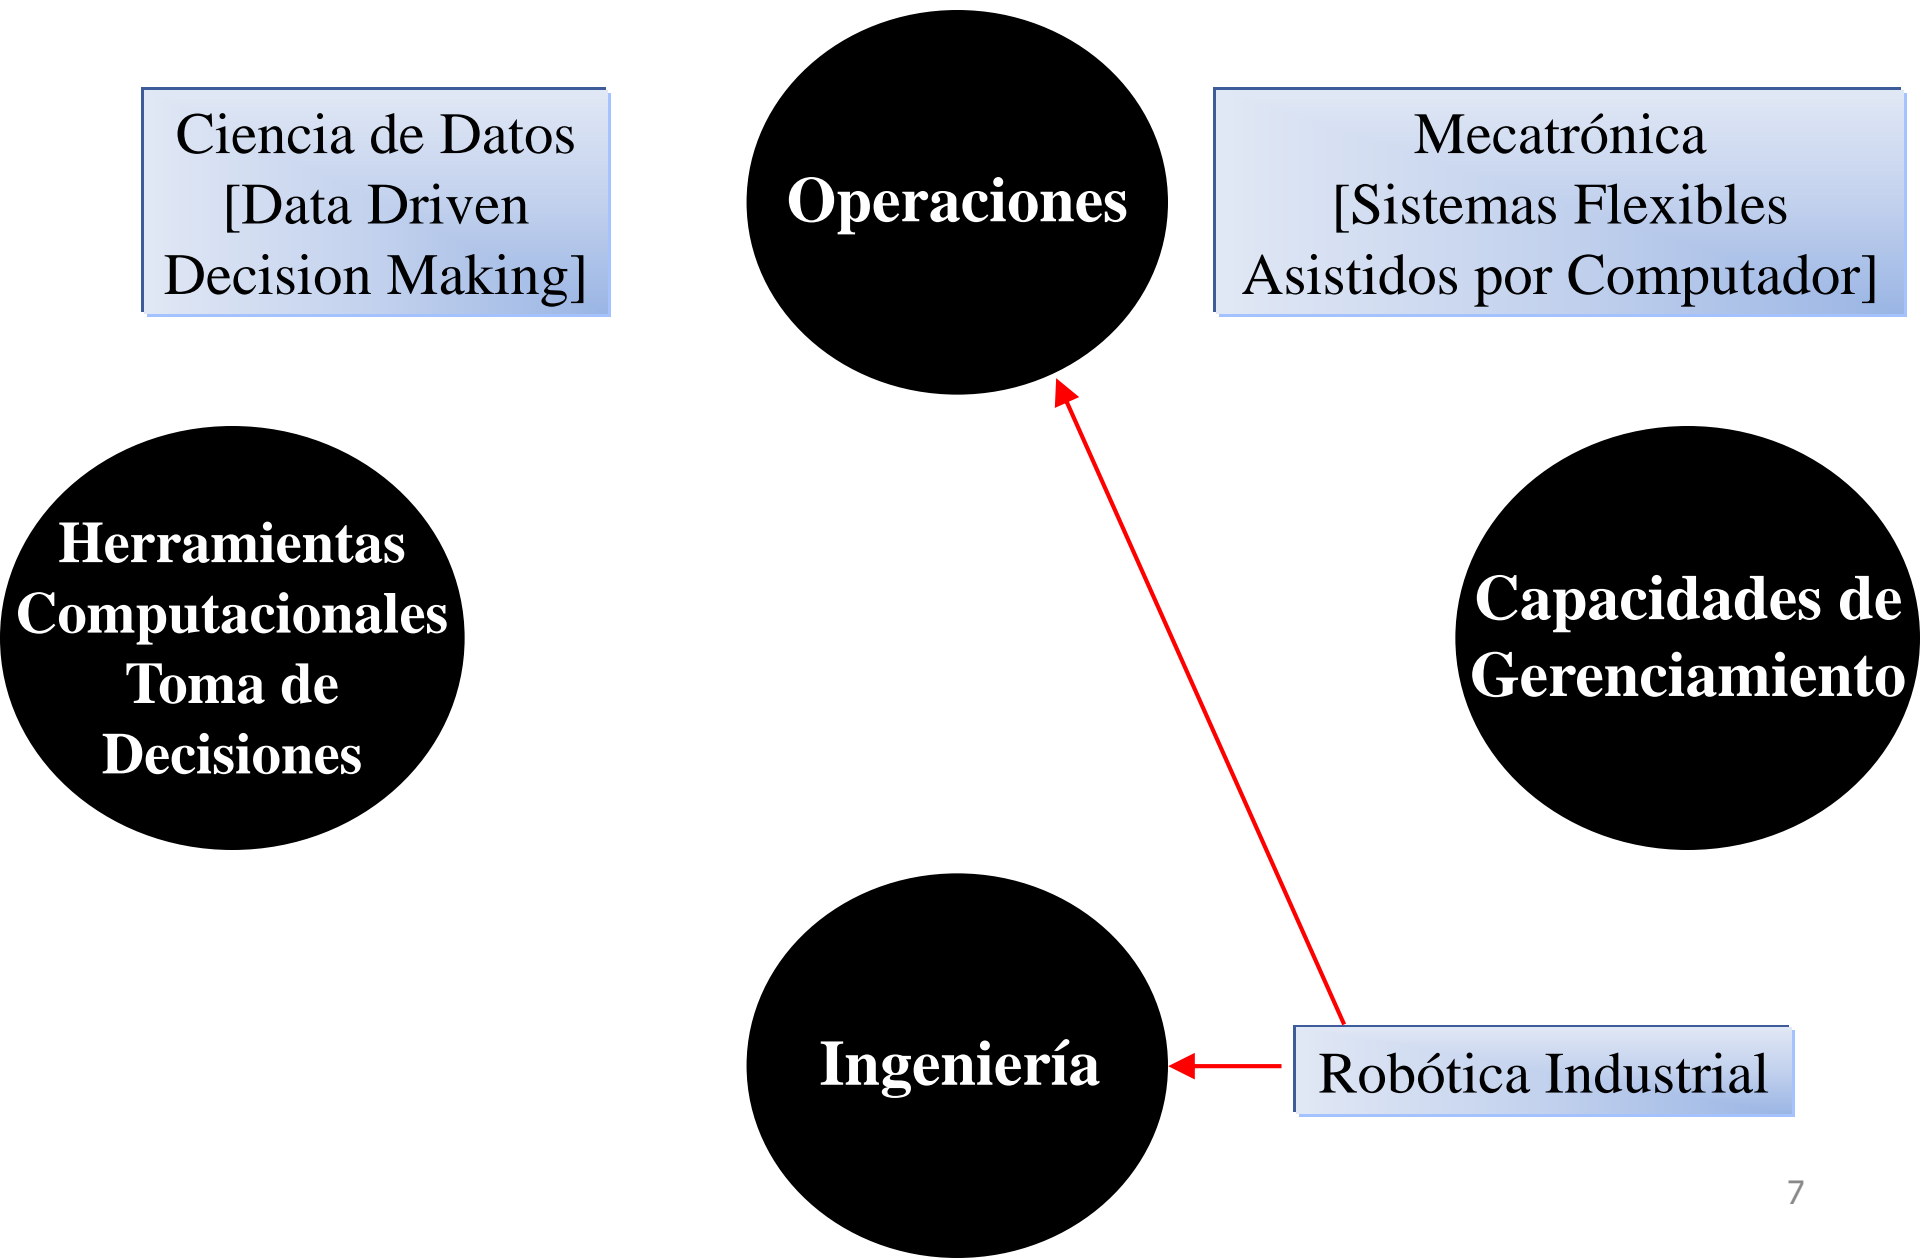 Ciencia de Datos
[Data Driven
Decision Making]
Operaciones
Mecatrónica
[Sistemas Flexibles
Asistidos por Computador]
Herramientas
Computacionales
Toma de
Decisiones
Capacidades de
Gerenciamiento
Ingeniería
Robótica Industrial
7